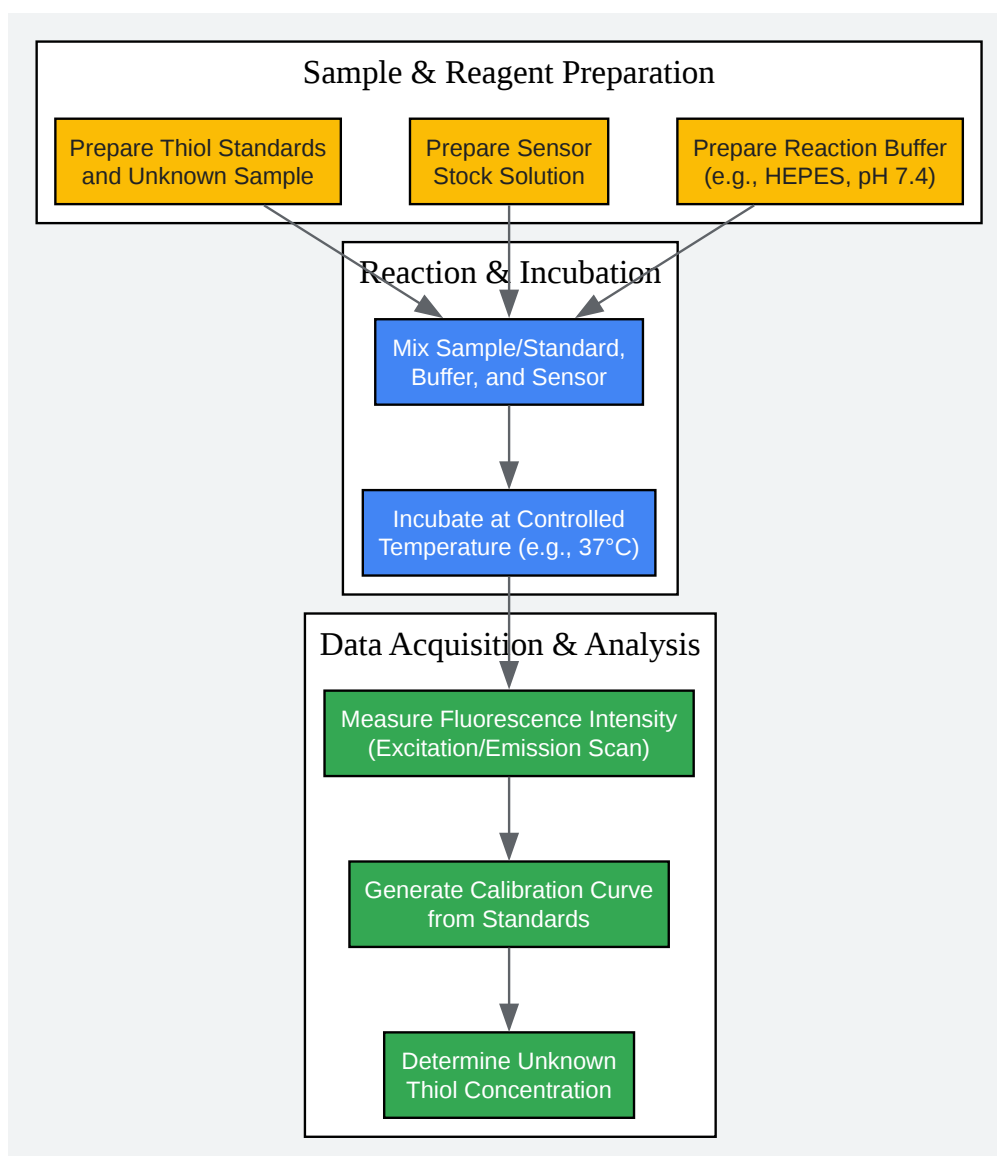 Sample & Reagent Preparation
Prepare Thiol Standards
and Unknown Sample
Prepare Sensor
Stock Solution
Prepare Reaction Buffer
(e.g., HEPES, pH 7.4)
Reaction & Incubation
Mix Sample/Standard,
Buffer, and Sensor
Incubate at Controlled
Temperature (e.g., 37°C)
Data Acquisition & Analysis
Measure Fluorescence Intensity
(Excitation/Emission Scan)
Generate Calibration Curve
from Standards
Determine Unknown
Thiol Concentration